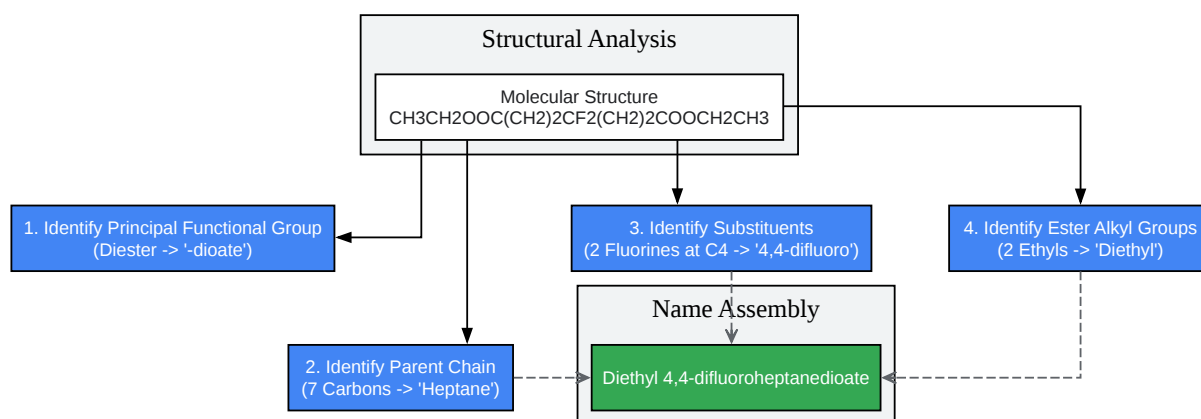 Structural Analysis
Molecular Structure
CH3CH2OOC(CH2)2CF2(CH2)2COOCH2CH3
1. Identify Principal Functional Group
(Diester -> '-dioate')
3. Identify Substituents
(2 Fluorines at C4 -> '4,4-difluoro')
4. Identify Ester Alkyl Groups
(2 Ethyls -> 'Diethyl')
Name Assembly
2. Identify Parent Chain
(7 Carbons -> 'Heptane')
Diethyl 4,4-difluoroheptanedioate